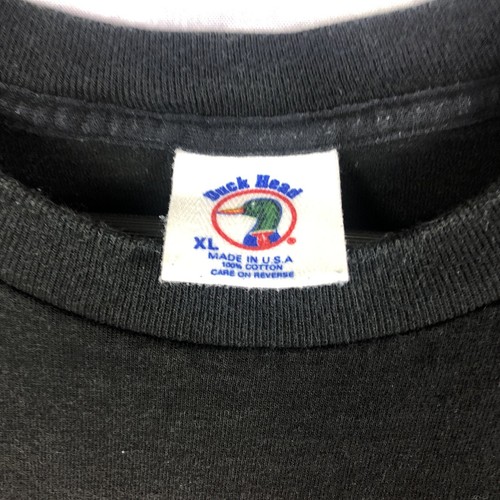 Duck Head
XL
®
MADE IN U.S.A
100% COTTON
CARE ON REVERSE